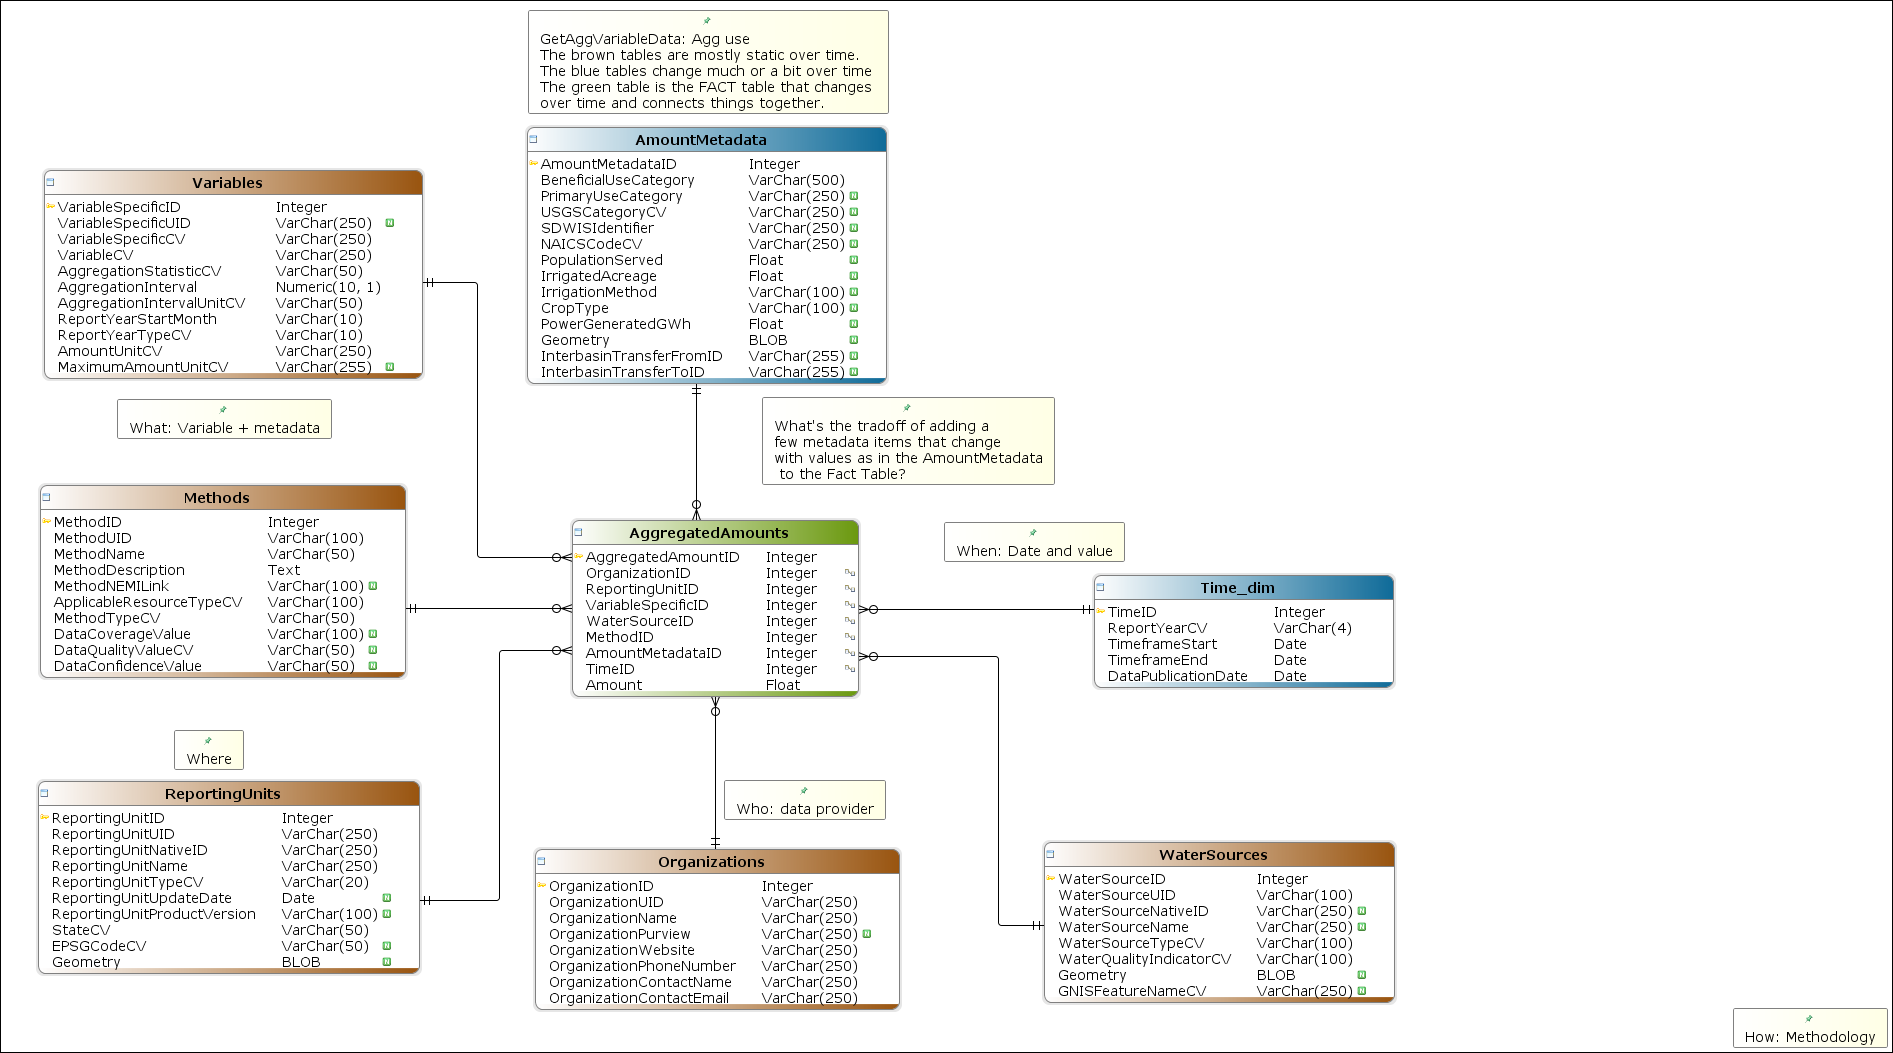 GetAggVariableData: Agg use
The brown tables are mostly static over time.
The blue tables change much or a bit over time
The green table is the FACT table that changes
over time and connects things together.
AmountMetadata
AmountMetadataID Integer
BeneficialUseCategory VarChar(500)
PrimaryUseCategory VarChar(250) N
USGSCategoryCV VarChar(250) N
SDWISIdentifier VarChar(250) N
NAICSCodeCV VarChar(250) N
PopulationServed Float N
IrrigatedAcreage Float N
IrrigationMethod VarChar(100) N
CropType VarChar(100) N
PowerGeneratedGWh Float N
Geometry BLOB N
InterbasinTransferFromID VarChar(255) N
InterbasinTransferToID VarChar(255) N
Variables
VariableSpecificID Integer
VariableSpecificUID VarChar(250) N
VariableSpecificCV VarChar(250)
VariableCV VarChar(250)
AggregationStatisticCV VarChar(50)
AggregationInterval Numeric(10, 1)
AggregationIntervalUnitCV VarChar(50)
ReportYearStartMonth VarChar(10)
ReportYearTypeCV VarChar(10)
AmountUnitCV VarChar(250)
MaximumAmountUnitCV VarChar(255) N
What: Variable + metadata
What's the tradoff of adding a
few metadata items that change
with values as in the AmountMetadata
to the Fact Table?
Methods
MethodID Integer
MethodUID VarChar(100)
MethodName VarChar(50)
MethodDescription Text
MethodNEMILink VarChar(100) N
ApplicableResourceTypeCV VarChar(100)
MethodTypeCV VarChar(50)
DataCoverageValue VarChar(100) N
DataQualityValueCV VarChar(50) N
DataConfidenceValue VarChar(50) N
AggregatedAmounts
AggregatedAmountID Integer
OrganizationID Integer
ReportingUnitID Integer
VariableSpecificID Integer
WaterSourceID Integer
MethodID Integer
AmountMetadataID Integer
TimeID Integer
Amount Float
When: Date and value
Time_dim
TimeID Integer
ReportYearCV VarChar(4)
TimeframeStart Date
TimeframeEnd Date
DataPublicationDate Date
Where
ReportingUnits
ReportingUnitID Integer
ReportingUnitUID VarChar(250)
ReportingUnitNativeID VarChar(250)
ReportingUnitName VarChar(250)
ReportingUnitTypeCV VarChar(20)
ReportingUnitUpdateDate Date N
ReportingUnitProductVersion VarChar(100) N
StateCV VarChar(50)
EPSGCodeCV VarChar(50) N
Geometry BLOB N
Who: data provider
Organizations
OrganizationID Integer
OrganizationUID VarChar(250)
OrganizationName VarChar(250)
OrganizationPurview VarChar(250) N
OrganizationWebsite VarChar(250)
OrganizationPhoneNumber VarChar(250)
OrganizationContactName VarChar(250)
OrganizationContactEmail VarChar(250)
WaterSources
WaterSourceID Integer
WaterSourceUID VarChar(100)
WaterSourceNativeID VarChar(250) N
WaterSourceName VarChar(250) N
WaterSourceTypeCV VarChar(100)
WaterQualityIndicatorCV VarChar(100)
Geometry BLOB N
GNISFeatureNameCV VarChar(250) N
How: Methodology